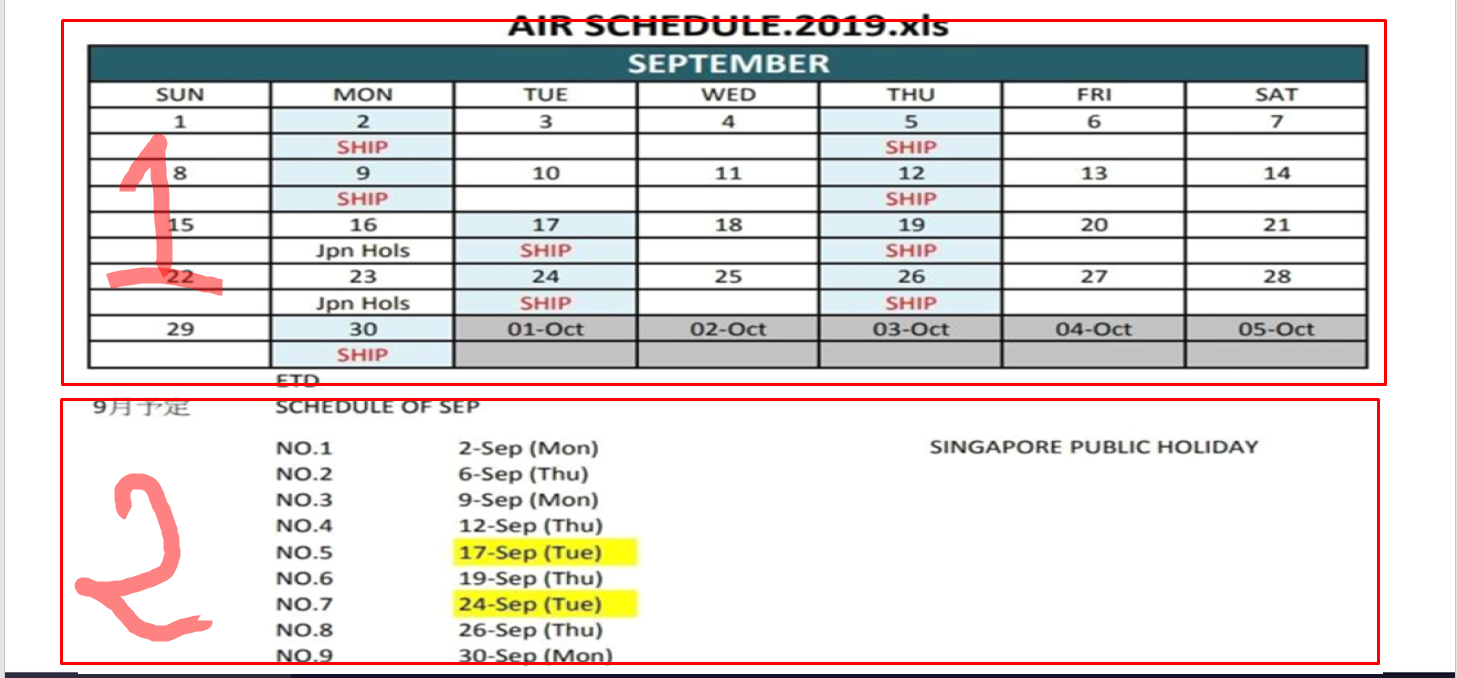 AIR SCHEDULE.2019.xls
SEPTEMBER
SUN MON TUE WED THU FRI SAT
1 2 3 4 5 6 7
SHIP SHIP
8 9 10 11 12 13 14
SHIP SHIP
15 16 17 18 19 20 21
Jpn Hols SHIP SHIP
22 23 24 25 26 27 28
Jpn Hols SHIP SHIP
29 30 01-Oct 02-Oct 03-Oct 04-Oct 05-Oct
SHIP
1
ETD
9月予定 SCHEDULE OF SEP
NO.1 2-Sep (Mon) SINGAPORE PUBLIC HOLIDAY
NO.2 6-Sep (Thu)
NO.3 9-Sep (Mon)
NO.4 12-Sep (Thu)
NO.5 17-Sep (Tue)
NO.6 19-Sep (Thu)
NO.7 24-Sep (Tue)
NO.8 26-Sep (Thu)
NO.9 30-Sep (Mon)
2